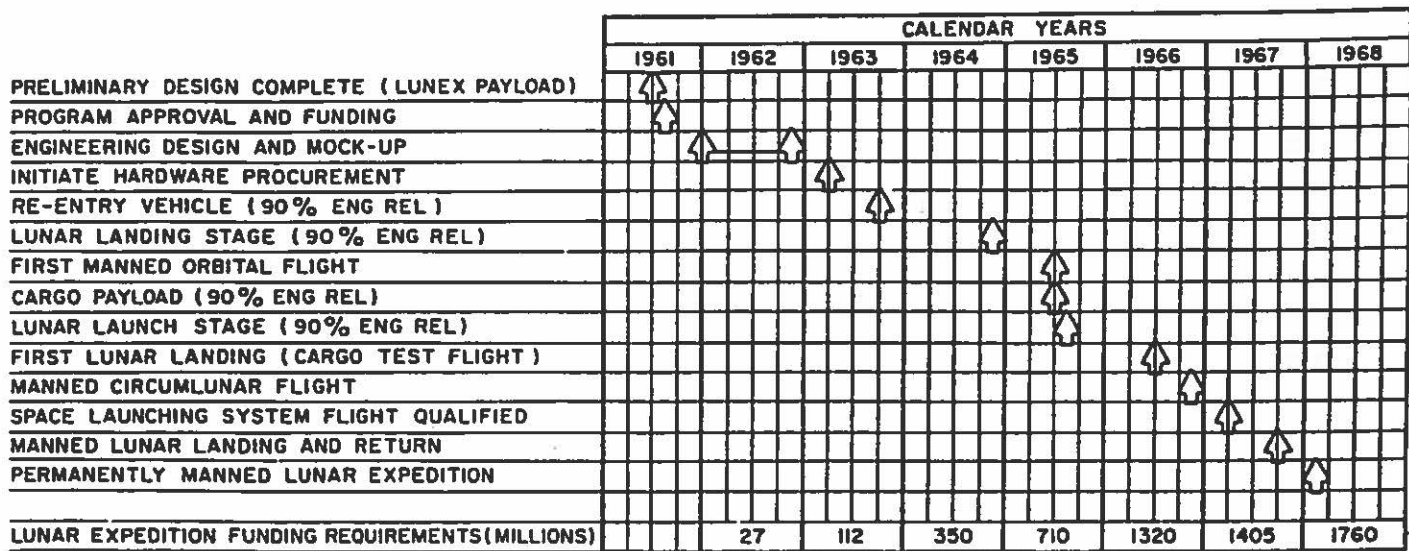 CALENDAR YEARS
1961 1962 1963 1964 1965 1966 1967 1968
PRELIMINARY DESIGN COMPLETE (LUNEX PAYLOAD)
PROGRAM APPROVAL AND FUNDING
ENGINEERING DESIGN AND MOCK-UP
INITIATE HARDWARE PROCUREMENT
RE-ENTRY VEHICLE (90% ENG REL)
LUNAR LANDING STAGE (90% ENG REL)
FIRST MANNED ORBITAL FLIGHT
CARGO PAYLOAD (90% ENG REL)
LUNAR LAUNCH STAGE (90% ENG REL)
FIRST LUNAR LANDING (CARGO TEST FLIGHT)
MANNED CIRCUMLUNAR FLIGHT
SPACE LAUNCHING SYSTEM FLIGHT QUALIFIED
MANNED LUNAR LANDING AND RETURN
PERMANENTLY MANNED LUNAR EXPEDITION
LUNAR EXPEDITION FUNDING REQUIREMENTS (MILLIONS) 27 112 350 710 1320 1405 1760